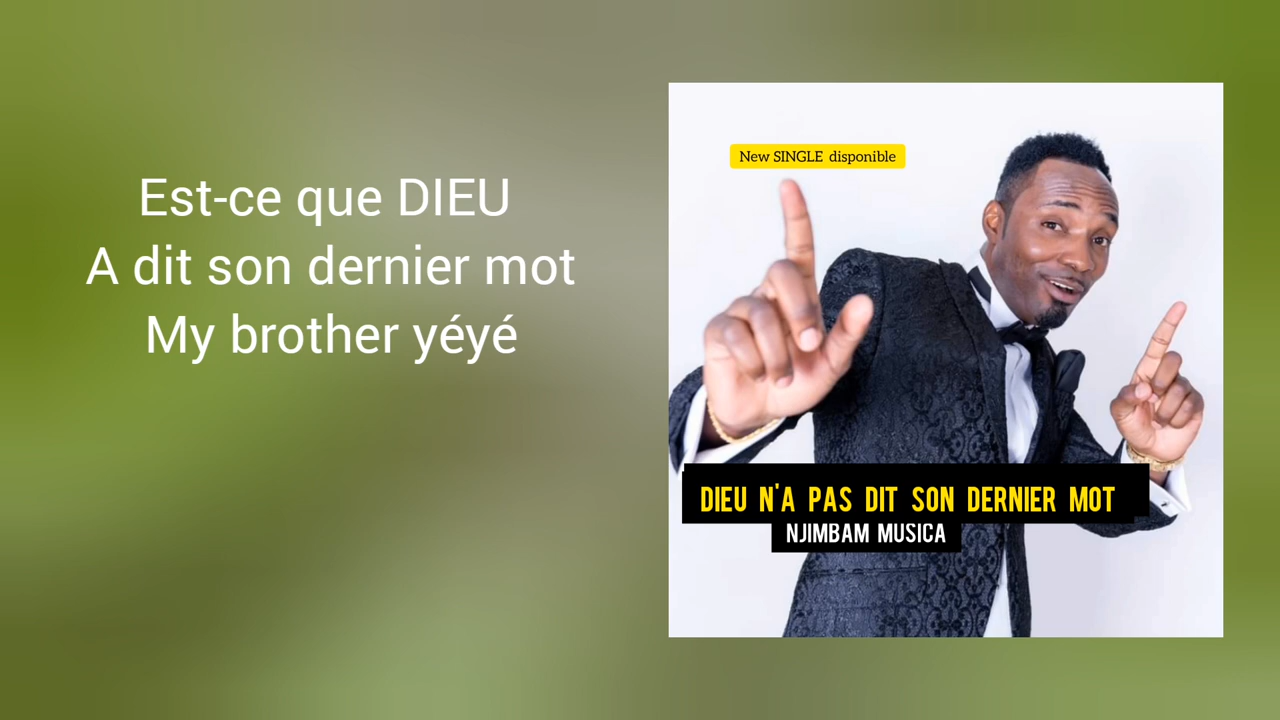 Est-ce que DIEU
A dit son dernier mot
My brother yéyé
New SINGLE disponible
DIEU N'A PAS DIT SON DERNIER MOT
NJIMBAM MUSICA